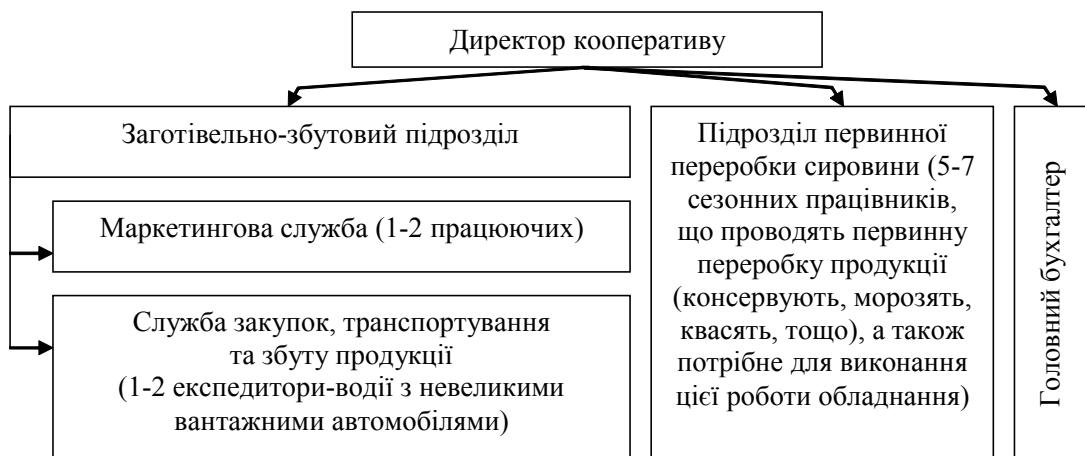 Директор кооперативу
Заготівельно-збутовий підрозділ
Маркетингова служба (1-2 працюючих)
Служба закупок, транспортування
та збуту продукції
(1-2 експедитори-водії з невеликими
вантажними автомобілями)
Підрозділ первинної
переробки сировини (5-7
сезонних працівників,
що проводять первинну
переробку продукції
(консервують, морозять,
квасять, тощо), а також
потрібне для виконання
цієї роботи обладнання)
Головний бухгалтер